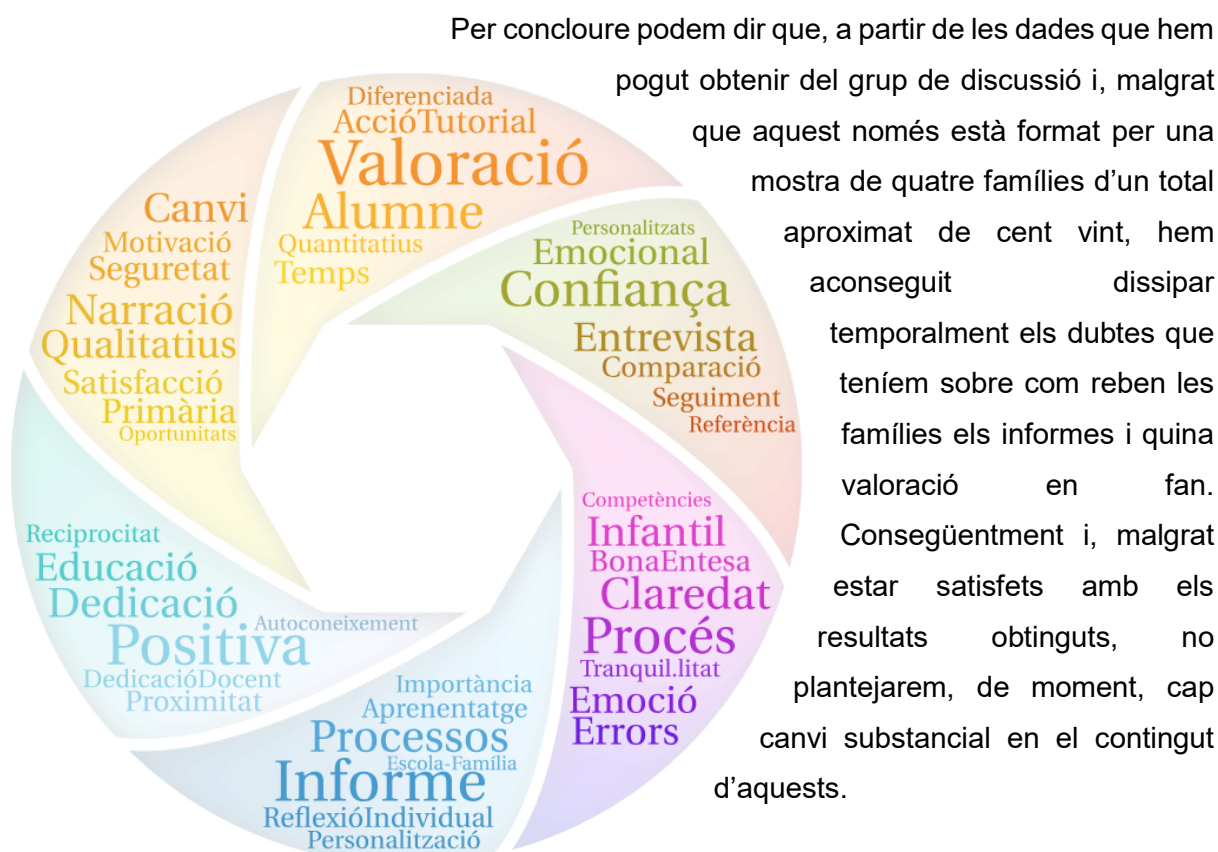 Per concloure podem dir que, a partir de les dades que hem
pogut obtenir del grup de discussió i, malgrat
que aquest només està format per una
mostra de quatre famílies d’un total
aproximat de cent vint, hem
aconseguit dissipar
temporalment els dubtes que
teníem sobre com reben les
famílies els informes i quina
valoració en fan.
Consegüentment i, malgrat
estar satisfets amb els
resultats obtinguts, no
plantejarem, de moment, cap
canvi substancial en el contingut
d’aquests.
Diferenciada
AccióTutorial
Valoració
Alumne
Quantitatius
Temps
Personalitzats
Emocional
Confiança
Entrevista
Comparació
Seguiment
Referència
Competències
Infantil
BonaEntesa
Claredat
Procés
Tranquil.litat
Emoció
Errors
Importància
Aprenentatge
Processos
Escola-Família
Informe
ReflexióIndividual
Personalització
Reciprocitat
Educació
Dedicació
Autoconeixement
Positiva
DedicacióDocent
Proximitat
Canvi
Motivació
Seguretat
Narració
Qualitatius
Satisfacció
Primària
Oportunitats